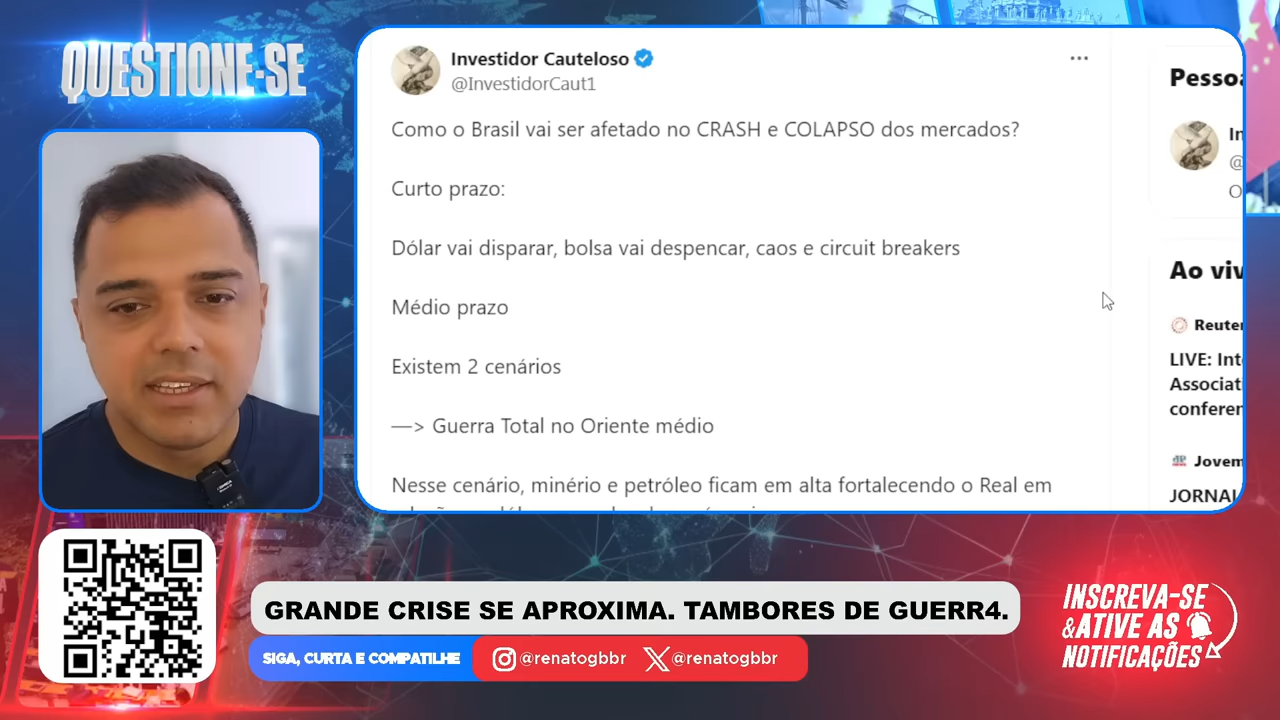 QUESTIONE-SE
Investidor Cauteloso
@InvestidorCaut1
Como o Brasil vai ser afetado no CRASH e COLAPSO dos mercados?
Curto prazo:
Dólar vai disparar, bolsa vai despencar, caos e circuit breakers
Médio prazo
Existem 2 cenários
—> Guerra Total no Oriente médio
Nesse cenário, minério e petróleo ficam em alta fortalecendo o Real em
Pessoa
In
@
O
Ao viv
Reuter
LIVE: Int
Associat
conferen
Jovem
JORNAL
GRANDE CRISE SE APROXIMA. TAMBORES DE GUERR4.
SIGA, CURTA E COMPATILHE
@renatogbbr
@renatogbbr
INSCREVA-SE
&ATIVE AS
NOTIFICAÇÕES